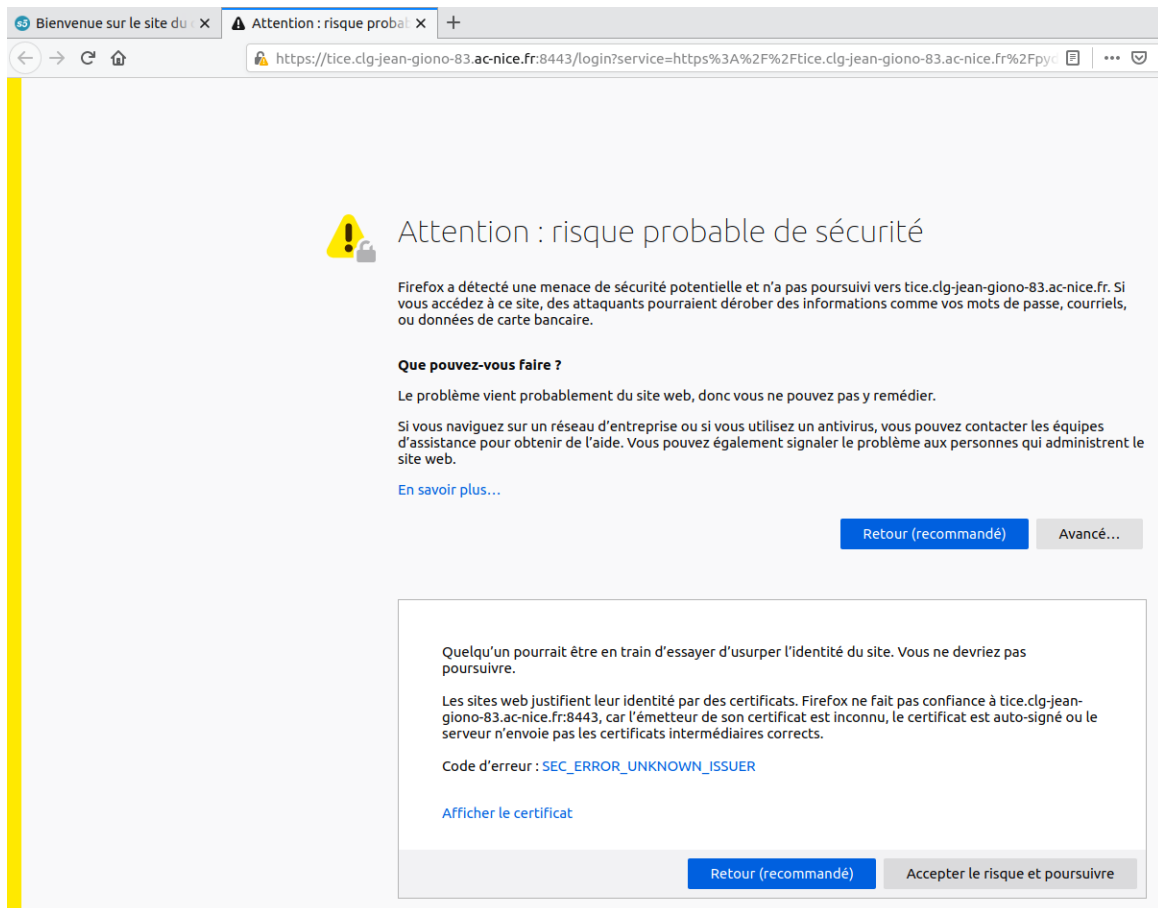 Bienvenue sur le site du
Attention : risque probab
https://tice.clg-jean-giono-83.ac-nice.fr:8443/login?service=https%3A%2F%2Ftice.clg-jean-giono-83.ac-nice.fr%2Fpyd
Attention : risque probable de sécurité
Firefox a détecté une menace de sécurité potentielle et n’a pas poursuivi vers tice.clg-jean-giono-83.ac-nice.fr. Si
vous accédez à ce site, des attaquants pourraient dérober des informations comme vos mots de passe, courriels,
ou données de carte bancaire.
Que pouvez-vous faire ?
Le problème vient probablement du site web, donc vous ne pouvez pas y remédier.
Si vous naviguez sur un réseau d’entreprise ou si vous utilisez un antivirus, vous pouvez contacter les équipes
d’assistance pour obtenir de l’aide. Vous pouvez également signaler le problème aux personnes qui administrent le
site web.
En savoir plus…
Retour (recommandé) Avancé…
Quelqu’un pourrait être en train d’essayer d’usurper l’identité du site. Vous ne devriez pas
poursuivre.
Les sites web justifient leur identité par des certificats. Firefox ne fait pas confiance à tice.clg-jean-
giono-83.ac-nice.fr:8443, car l’émetteur de son certificat est inconnu, le certificat est auto-signé ou le
serveur n’envoie pas les certificats intermédiaires corrects.
Code d’erreur : SEC_ERROR_UNKNOWN_ISSUER
Afficher le certificat
Retour (recommandé) Accepter le risque et poursuivre